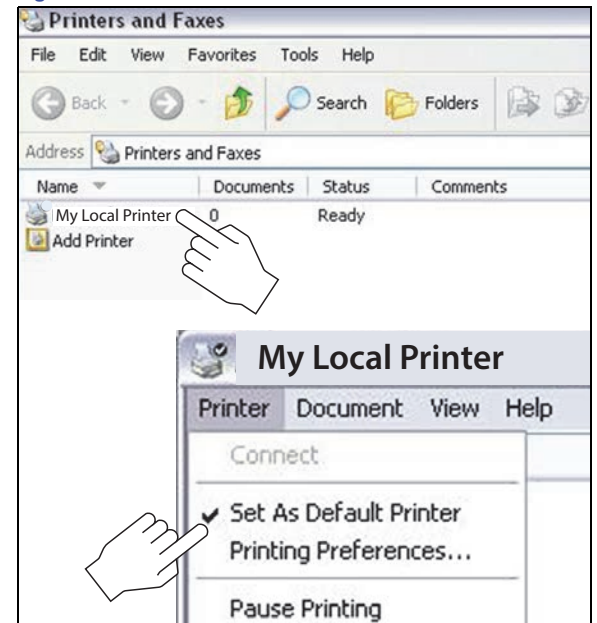 Printers and Faxes
File Edit View Favorites Tools Help
Back Search Folders
Address Printers and Faxes
Name Documents Status Comments
My Local Printer 0 Ready
Add Printer
My Local Printer
Printer Document View Help
Connect
Set As Default Printer
Printing Preferences...
Pause Printing